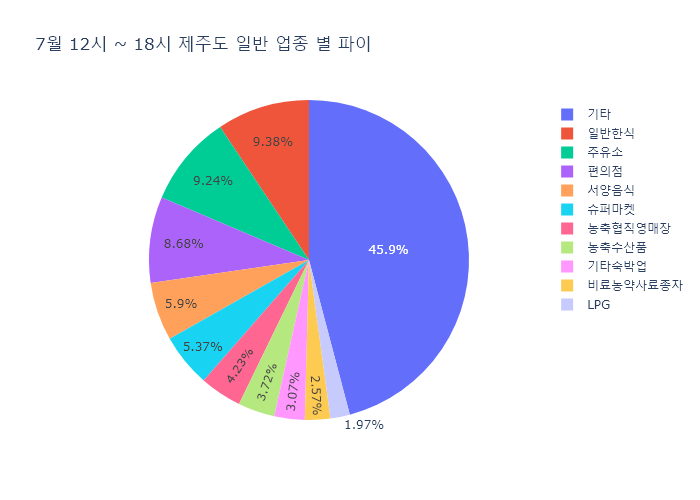 7월 12시 ~ 18시 제주도 일반 업종 별 파이
9.38%
9.24%
8.68%
5.9%
5.37%
4.23%
3.72%
3.07%
2.57%
1.97%
45.9%
기타
일반한식
주유소
편의점
서양음식
슈퍼마켓
농축협직영매장
농축수산품
기타숙박업
비료농약사료종자
LPG